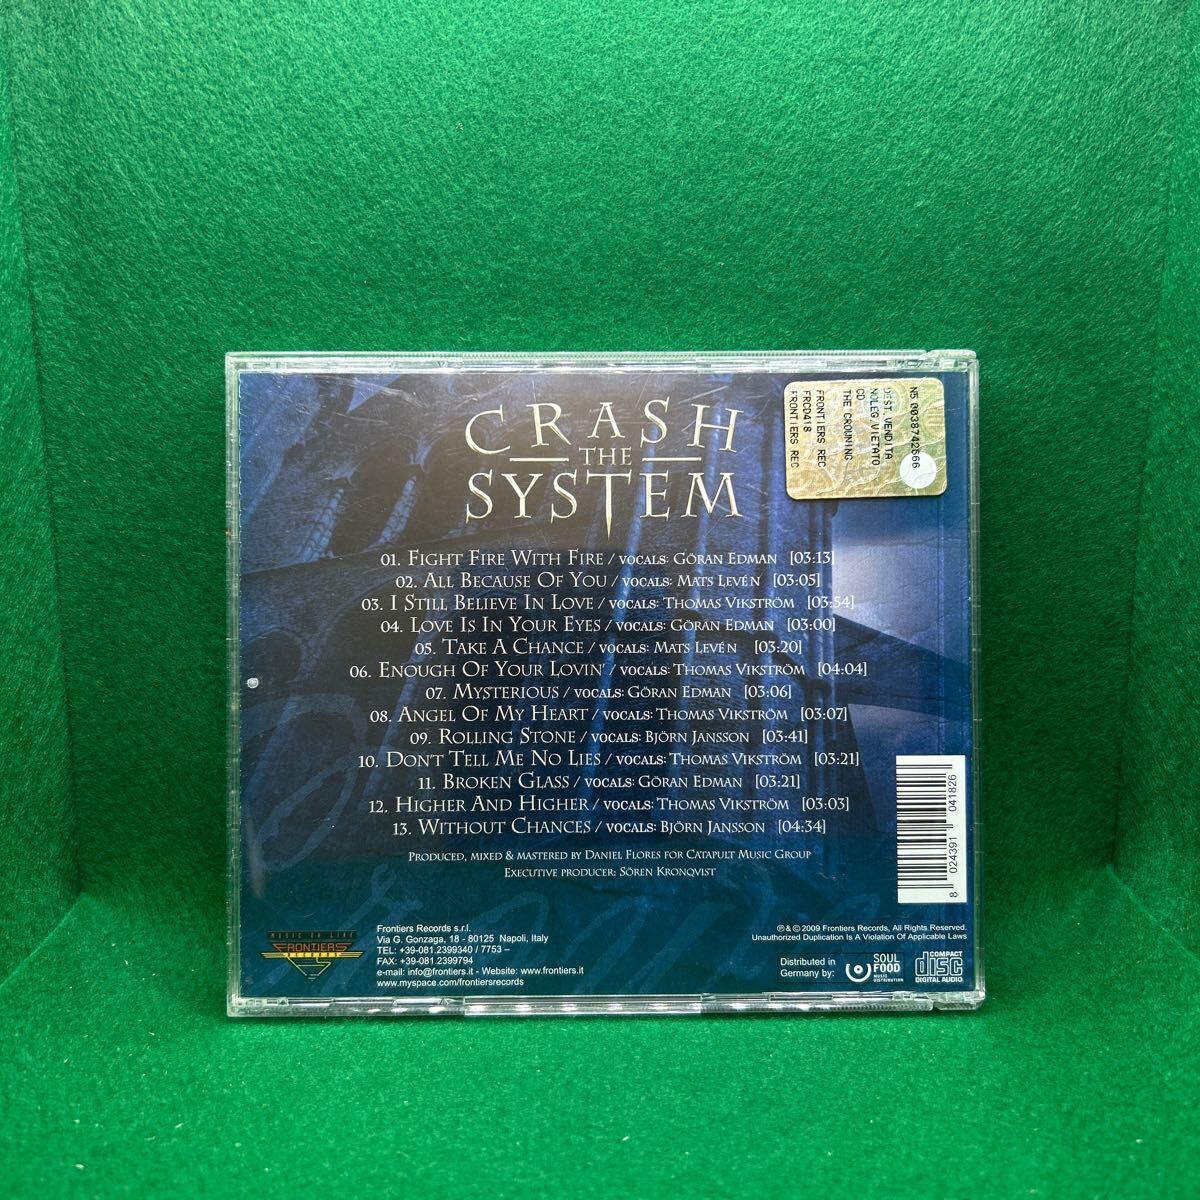 CRASH
THE
SYSTEM
N5 0038742666
DEST.VENDITA
NOLEG.VIETATO
CD
THE CROWNING
FRONTIERS REC
FRCD418
FRONTIERS REC
01. FIGHT FIRE WITH FIRE / VOCALS: GÖRAN EDMAN [03:13]
02. ALL BECAUSE OF YOU / VOCALS: MATS LEVÉN [03:05]
03. I STILL BELIEVE IN LOVE / VOCALS: THOMAS VIKSTRÖM [03:54]
04. LOVE IS IN YOUR EYES / VOCALS: GÖRAN EDMAN [03:00]
05. TAKE A CHANCE / VOCALS: MATS LEVÉN [03:20]
06. ENOUGH OF YOUR LOVIN' / VOCALS: THOMAS VIKSTRÖM [04:04]
07. MYSTERIOUS / VOCALS: GÖRAN EDMAN [03:06]
08. ANGEL OF MY HEART / VOCALS: THOMAS VIKSTRÖM [03:07]
09. ROLLING STONE / VOCALS: BJÖRN JANSSON [03:41]
10. DON'T TELL ME NO LIES / VOCALS: THOMAS VIKSTRÖM [03:21]
11. BROKEN GLASS / VOCALS: GÖRAN EDMAN [03:21]
12. HIGHER AND HIGHER / VOCALS: THOMAS VIKSTRÖM [03:03]
13. WITHOUT CHANCES / VOCALS: BJÖRN JANSSON [04:34]
PRODUCED, MIXED & MASTERED BY DANIEL FLORES FOR CATAPULT MUSIC GROUP
EXECUTIVE PRODUCER: SÖREN KRONQVIST
8 024391 041826
MUSIC ON LINE
FRONTIERS
RECORDS
Frontiers Records s.r.l.
Via G. Gonzaga, 18 - 80125 Napoli, Italy
TEL: +39-081.2399340 / 7753 –
FAX: +39-081.2399794
e-mail: info@frontiers.it - Website: www.frontiers.it
www.myspace.com/frontiersrecords
℗ & © 2009 Frontiers Records, All Rights Reserved.
Unauthorized Duplication Is A Violation Of Applicable Laws
Distributed in
Germany by:
SOUL
FOOD
MUSIC
DISTRIBUTION
COMPACT
disc
DIGITAL AUDIO